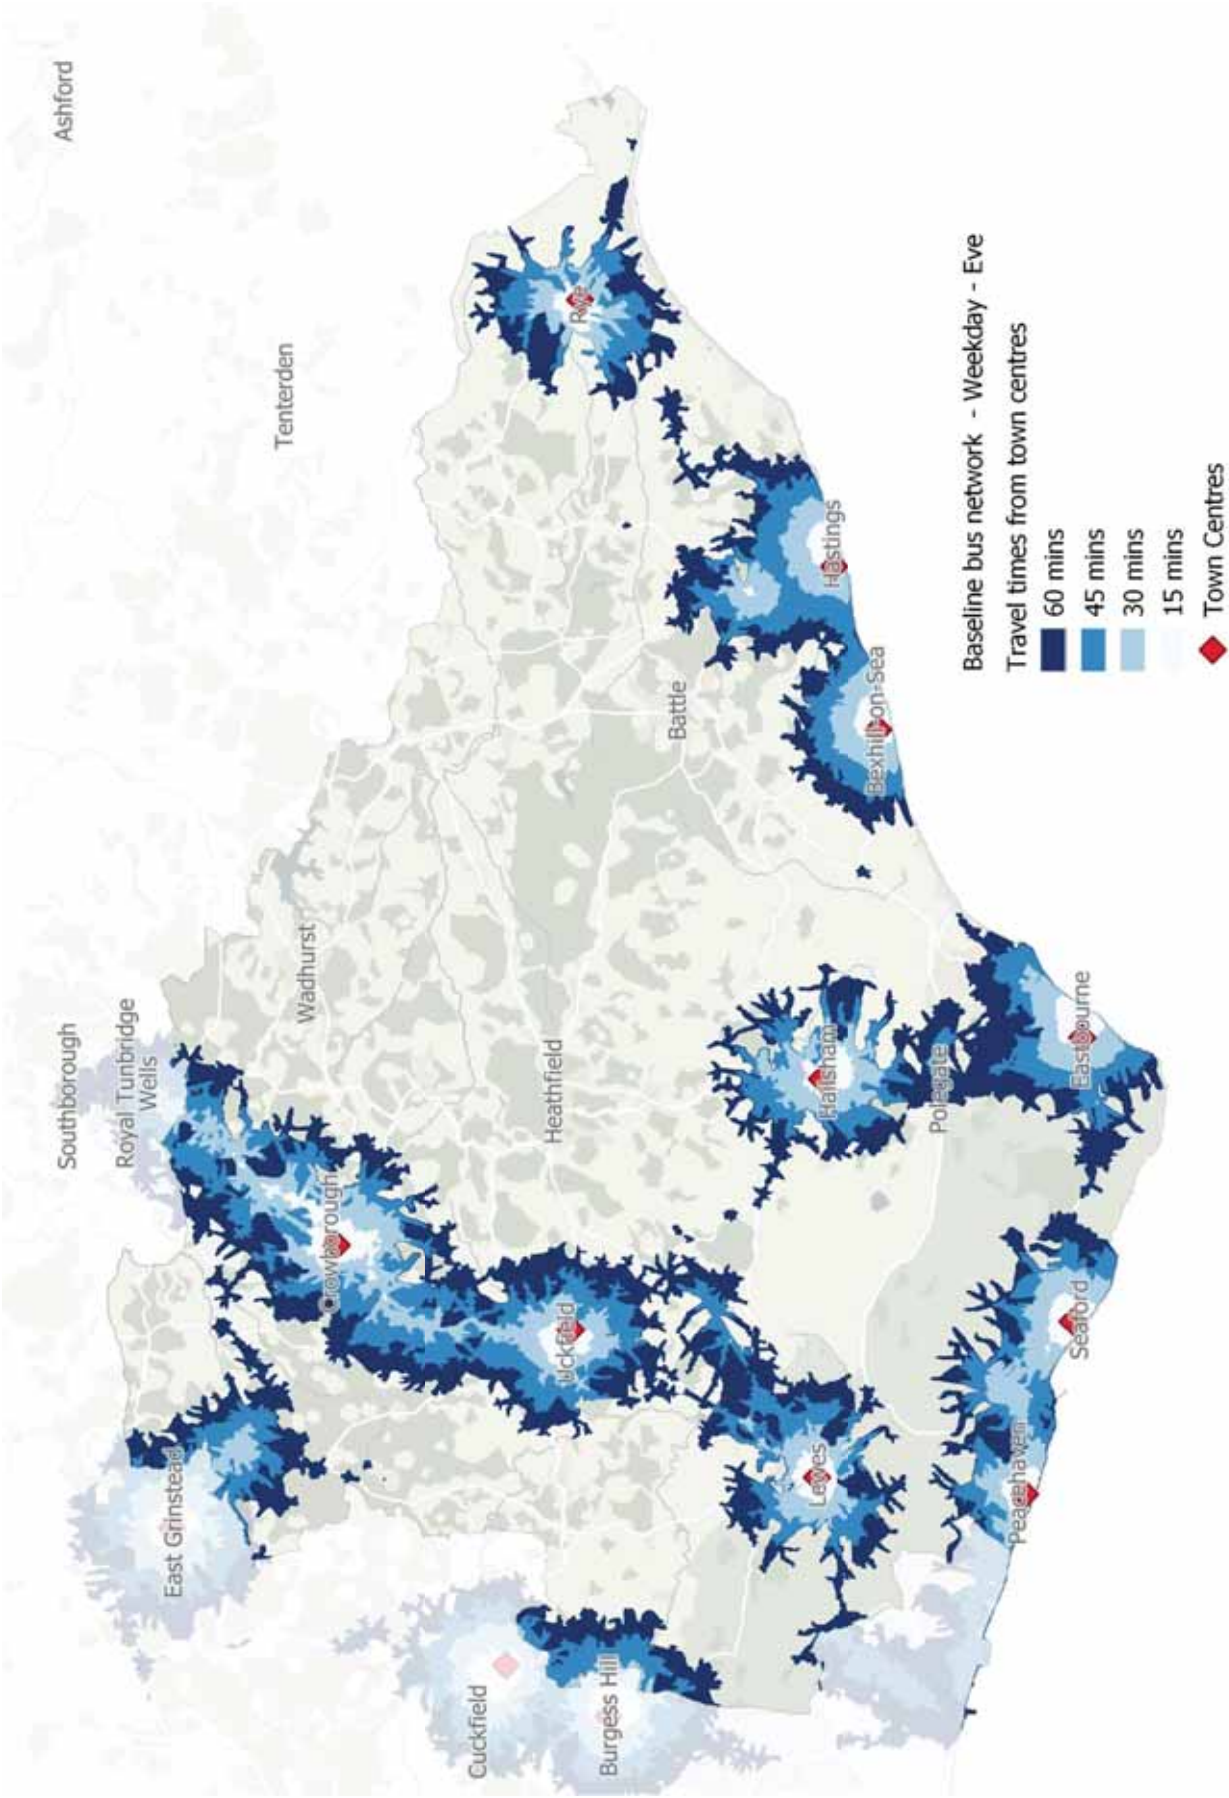 Ashford
Tenterden
Southborough
Royal Tunbridge
Wells
Wadhurst
Rye
East Grinstead
Crowborough
Heathfield
Battle
Hastings
Cuckfield
Uckfield
Bexhill-on-Sea
Burgess Hill
Hailsham
Lewes
Polegate
Eastbourne
Seaford
Peacehaven
Baseline bus network - Weekday - Eve
Travel times from town centres
60 mins
45 mins
30 mins
15 mins
Town Centres